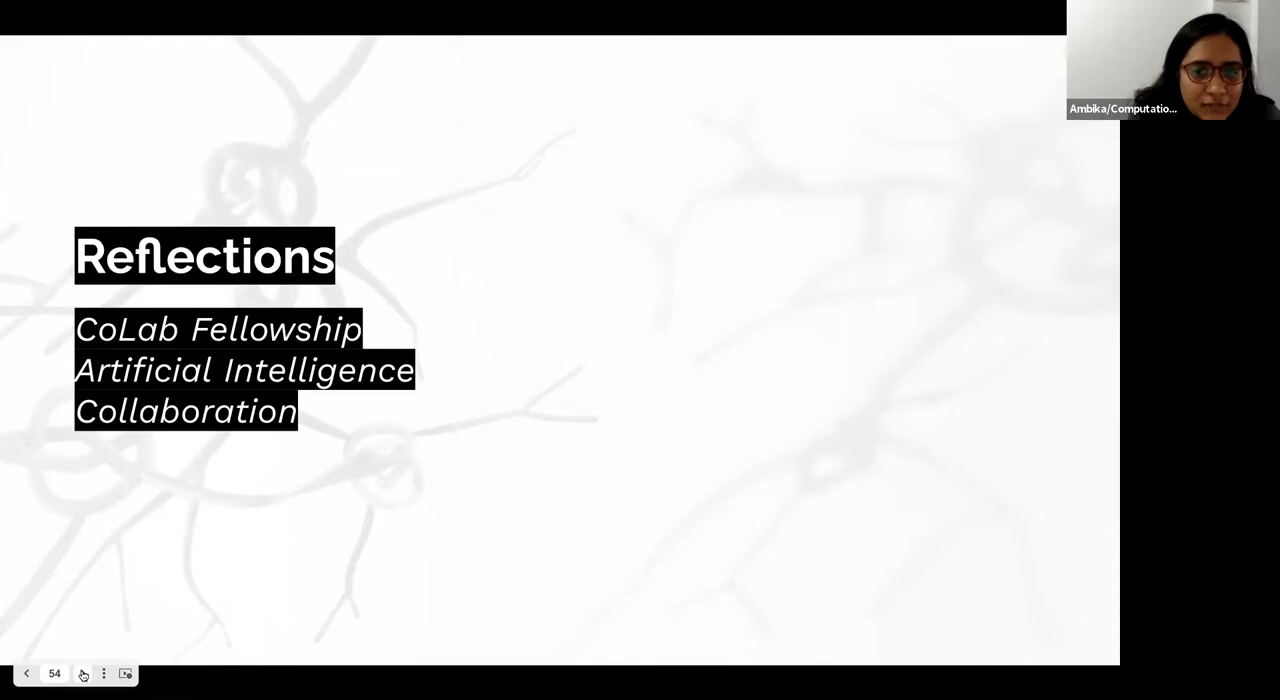 Ambika/Computatio...
Reflections
CoLab Fellowship
Artificial Intelligence
Collaboration
54